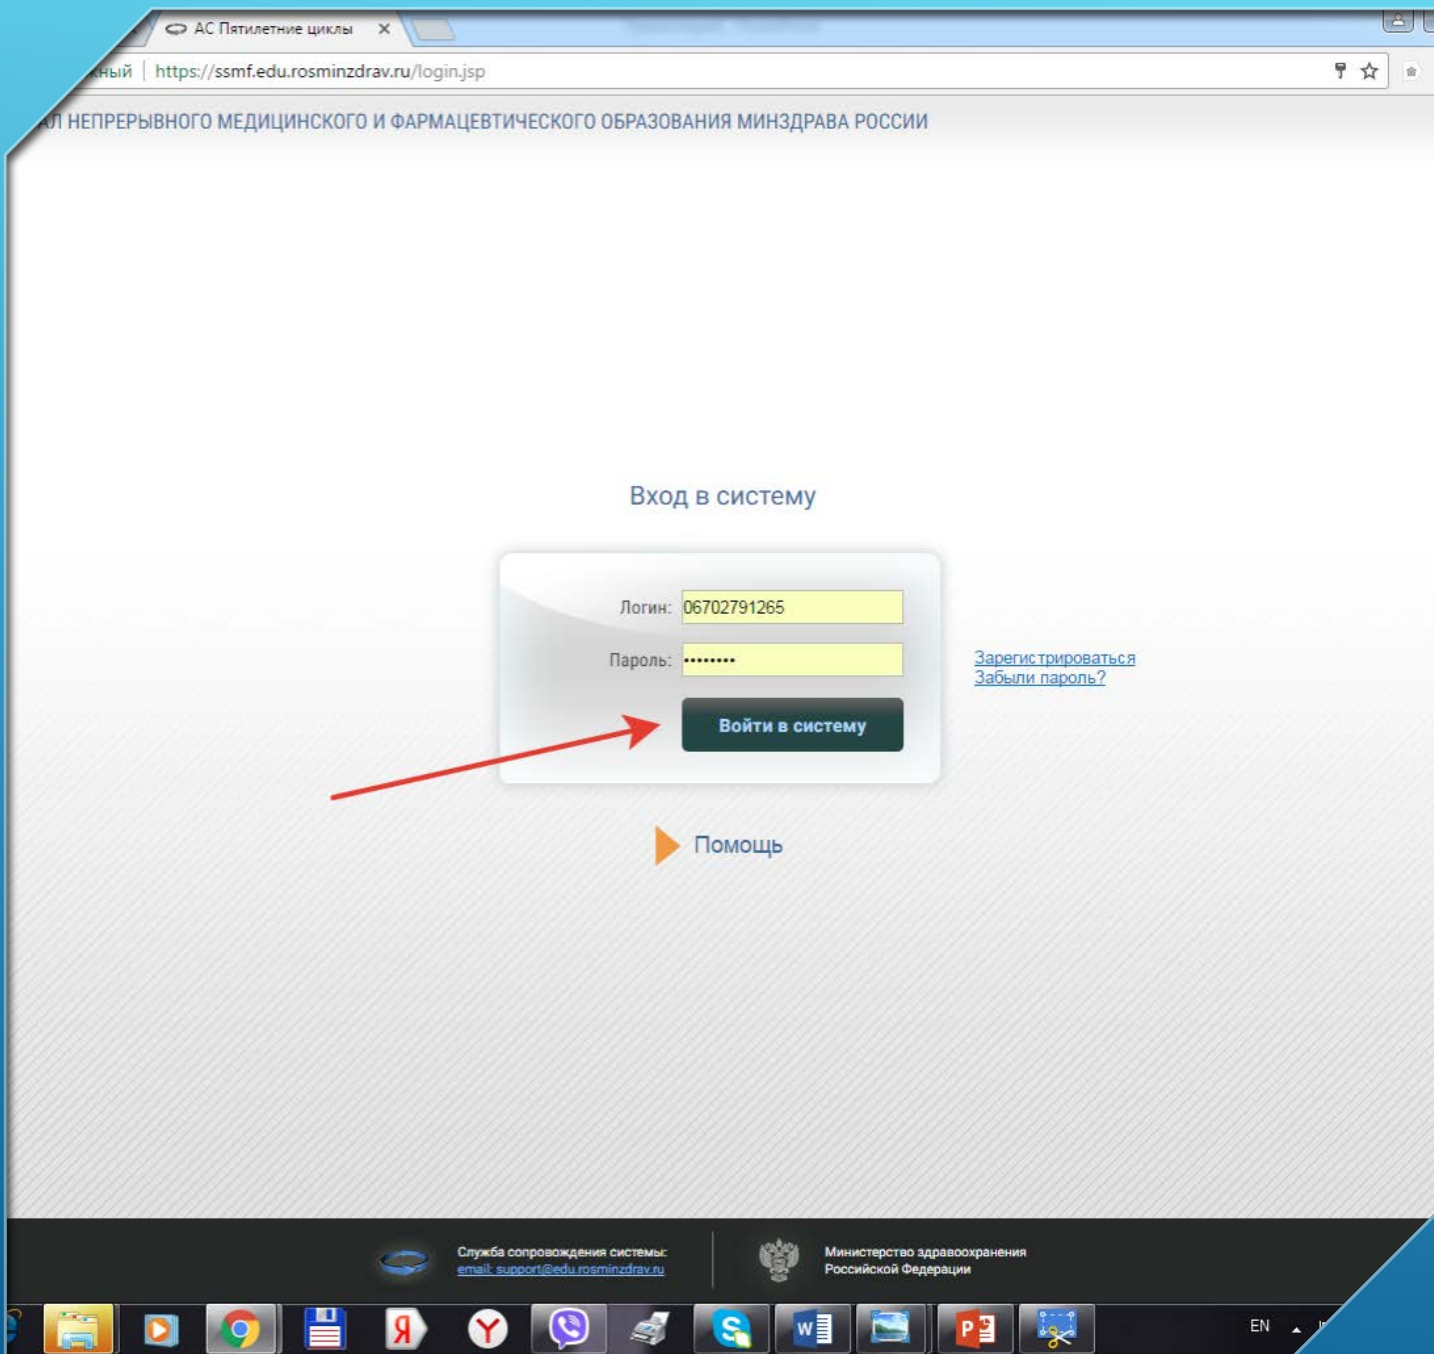 АС Пятилетние циклы
https://ssmf.edu.rosminzdrav.ru/login.jsp
НЕПРЕРЫВНОГО МЕДИЦИНСКОГО И ФАРМАЦЕВТИЧЕСКОГО ОБРАЗОВАНИЯ МИНЗДРАВА РОССИИ
Вход в систему
Логин: 06702791265
Пароль: ••••••••
Зарегистрироваться
Забыли пароль?
Войти в систему
Помощь
Служба сопровождения системы:
email: support@edu.rosminzdrav.ru
Министерство здравоохранения
Российской Федерации
EN